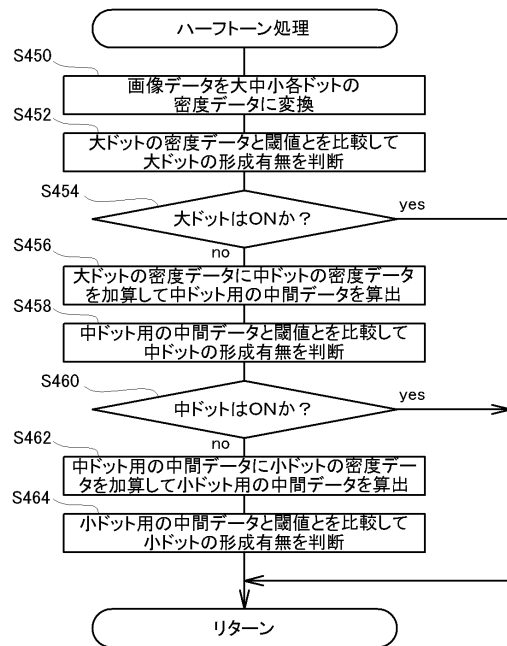 ハーフトーン処理
S450
画像データを大中小各ドットの
密度データに変換
S452
大ドットの密度データと閾値とを比較して
大ドットの形成有無を判断
S454
大ドットはONか？
yes
no
S456
大ドットの密度データに中ドットの密度データ
を加算して中ドット用の中間データを算出
S458
中ドット用の中間データと閾値とを比較して
中ドットの形成有無を判断
S460
中ドットはONか？
yes
no
S462
中ドット用の中間データに小ドットの密度デー
タを加算して小ドット用の中間データを算出
S464
小ドット用の中間データと閾値とを比較して
小ドットの形成有無を判断
リターン